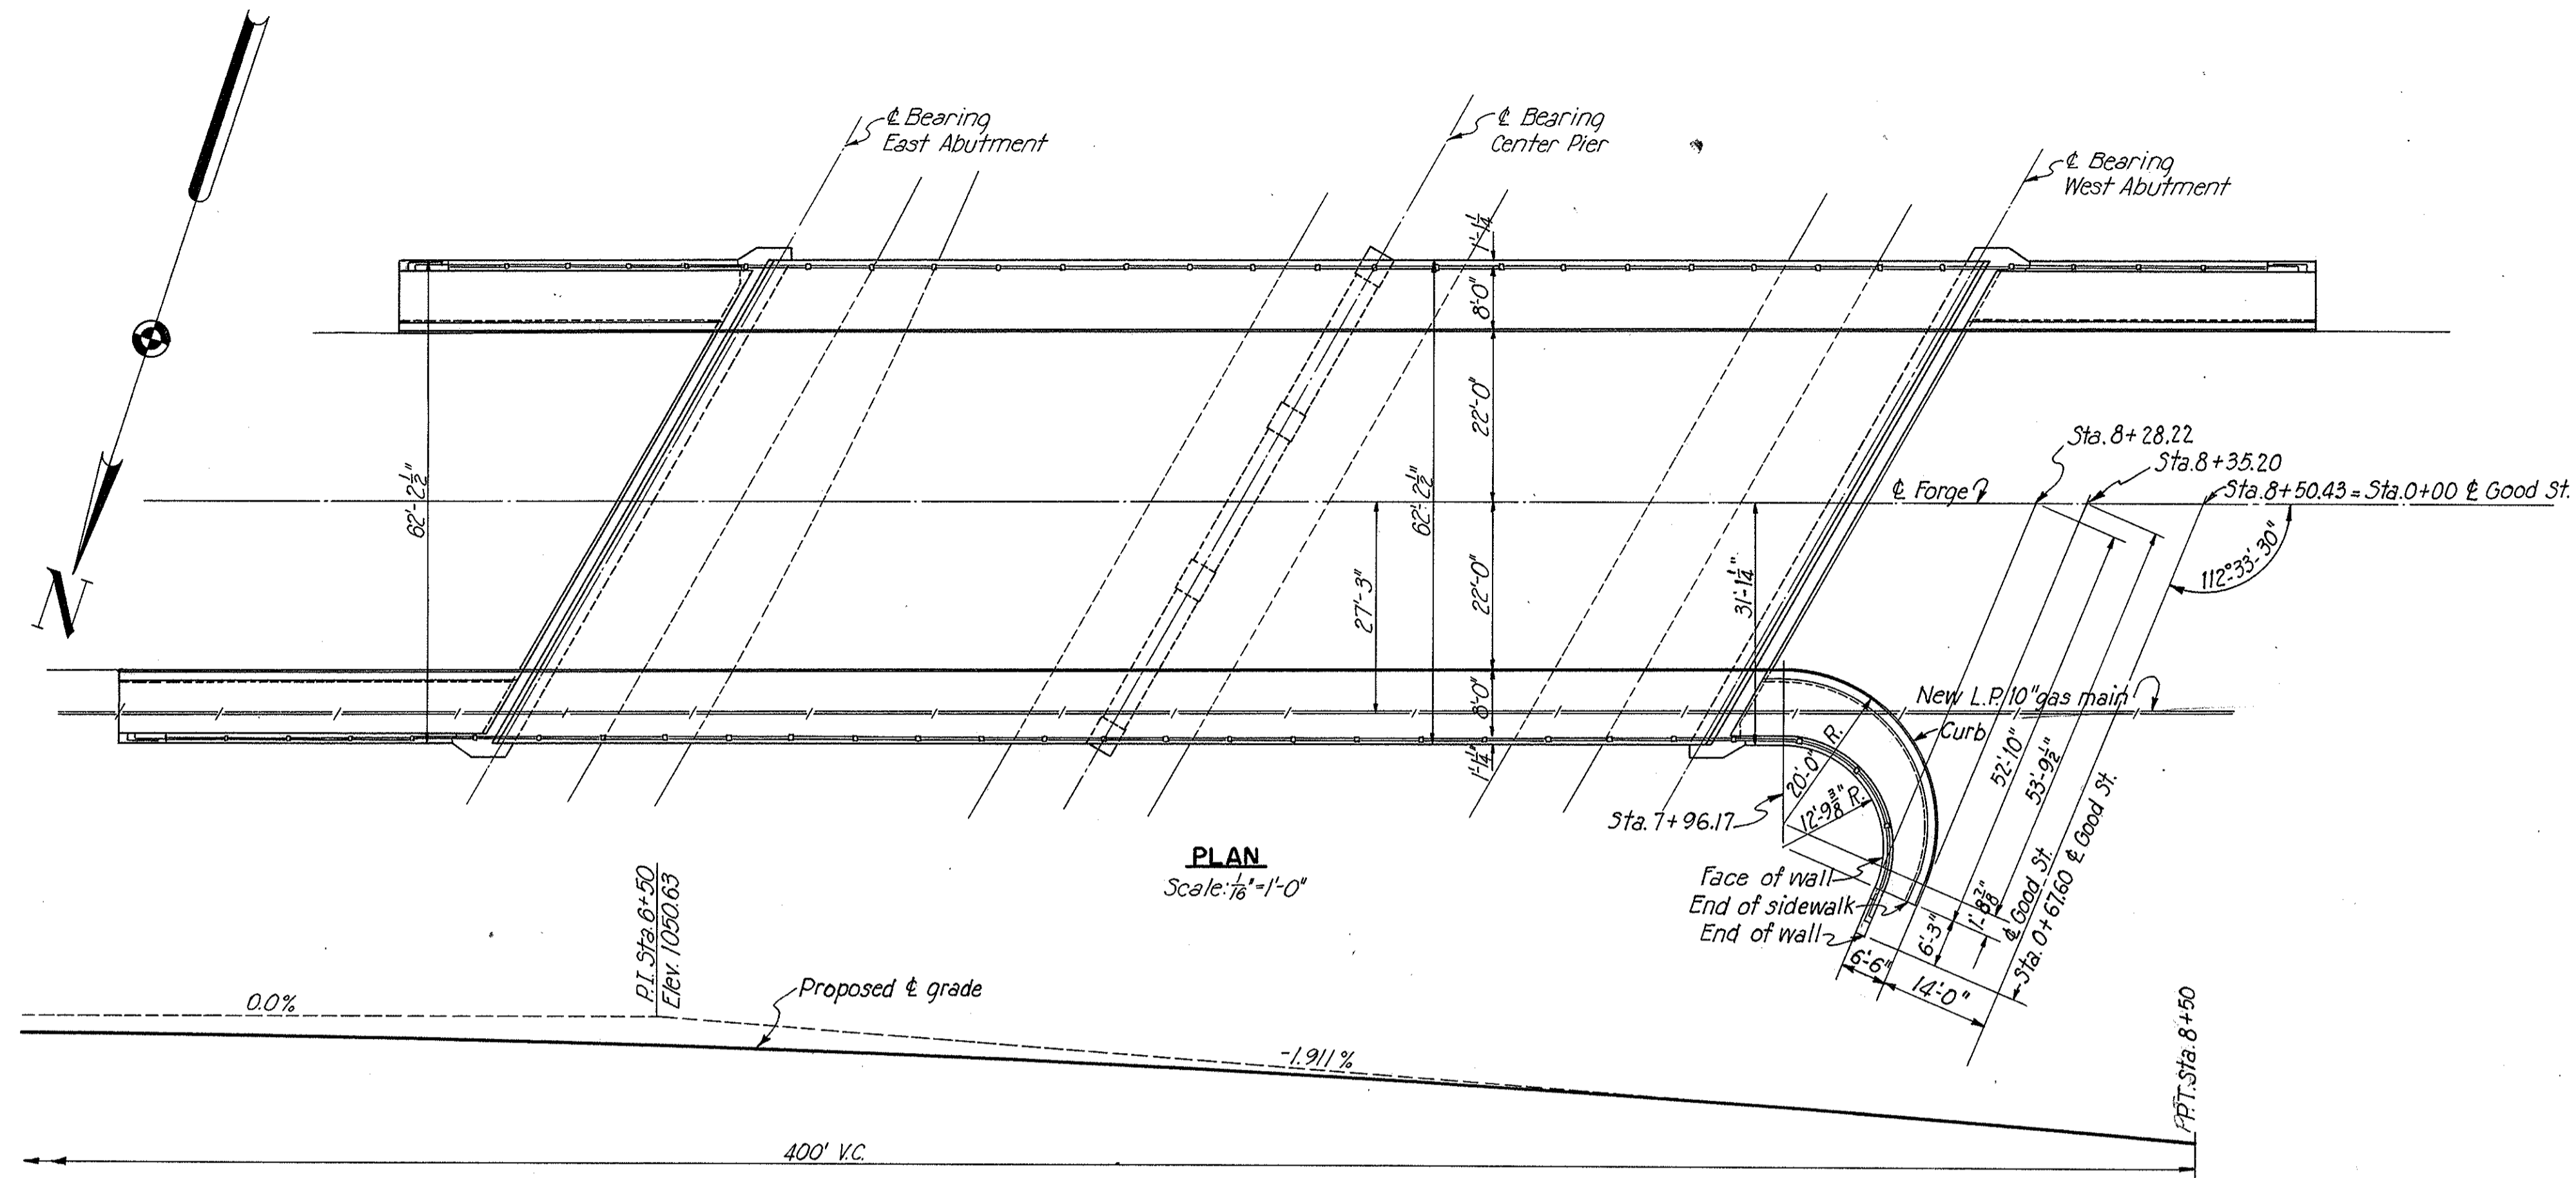 ℄ Bearing
East Abutment
℄ Bearing
Center Pier
℄ Bearing
West Abutment
1'-1¼"
8'-0"
22'-0"
62'-2½"
62'-2½"
22'-0"
27'-3"
31'-1¼"
8'-0"
1'-1¼"
N
Sta. 8+28.22
Sta. 8+35.20
℄ Forge
Sta. 8+50.43 = Sta. 0+00 ℄ Good St.
112°-33'-30"
New L.P. 10" gas main
Curb
20'-0" R.
12'-9⅜" R.
Sta. 7+96.17
52'-10"
53'-9½"
Face of wall
End of sidewalk
End of wall
1'-8⅞"
6'-3"
6'-6"
14'-0"
℄ Good St.
Sta. 0+67.60 ℄ Good St.
PLAN
Scale: 1/16" = 1'-0"
P.I. Sta. 6+50
Elev. 1050.63
0.0%
Proposed ℄ grade
-1.911%
P.T. Sta. 8+50
400' V.C.